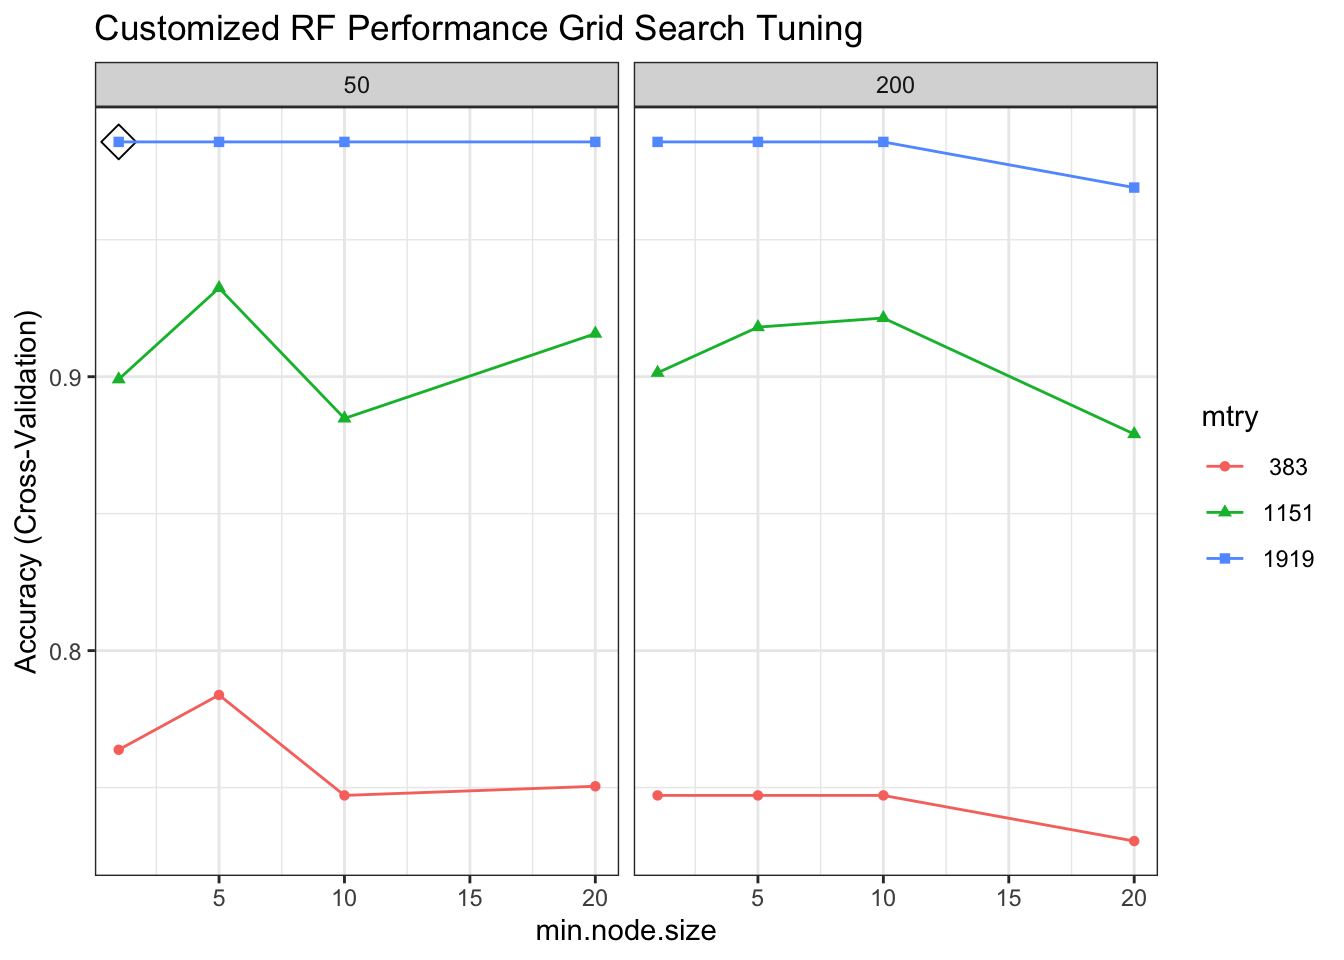 Customized RF Performance Grid Search Tuning
50
200
Accuracy (Cross-Validation)
0.9
0.8
5 10 15 20
5 10 15 20
min.node.size
mtry
383
1151
1919